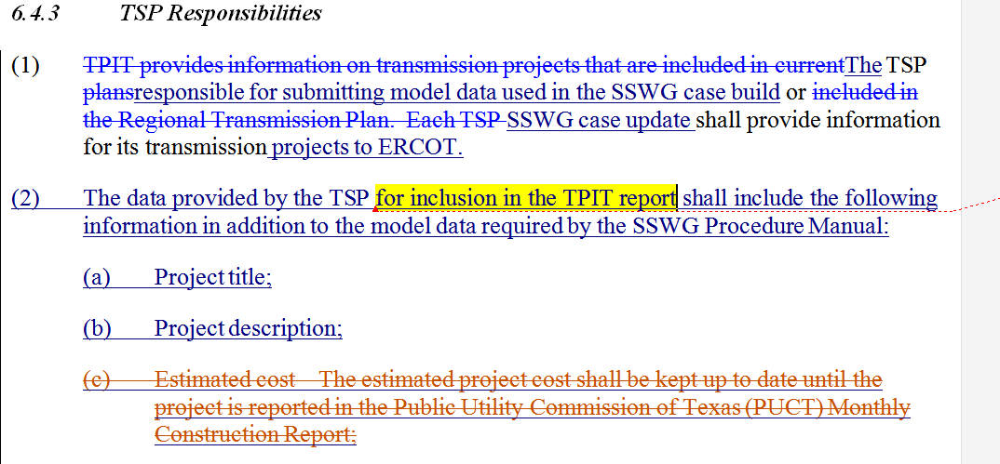 6.4.3 TSP Responsibilities
(1) TPIT provides information on transmission projects that are included in currentThe TSP
plansresponsible for submitting model data used in the SSWG case build or included in
the Regional Transmission Plan. Each TSP SSWG case update shall provide information
for its transmission projects to ERCOT.
(2) The data provided by the TSP for inclusion in the TPIT report shall include the following
information in addition to the model data required by the SSWG Procedure Manual:
(a) Project title;
(b) Project description;
(c) Estimated cost The estimated project cost shall be kept up to date until the
project is reported in the Public Utility Commission of Texas (PUCT) Monthly
Construction Report;